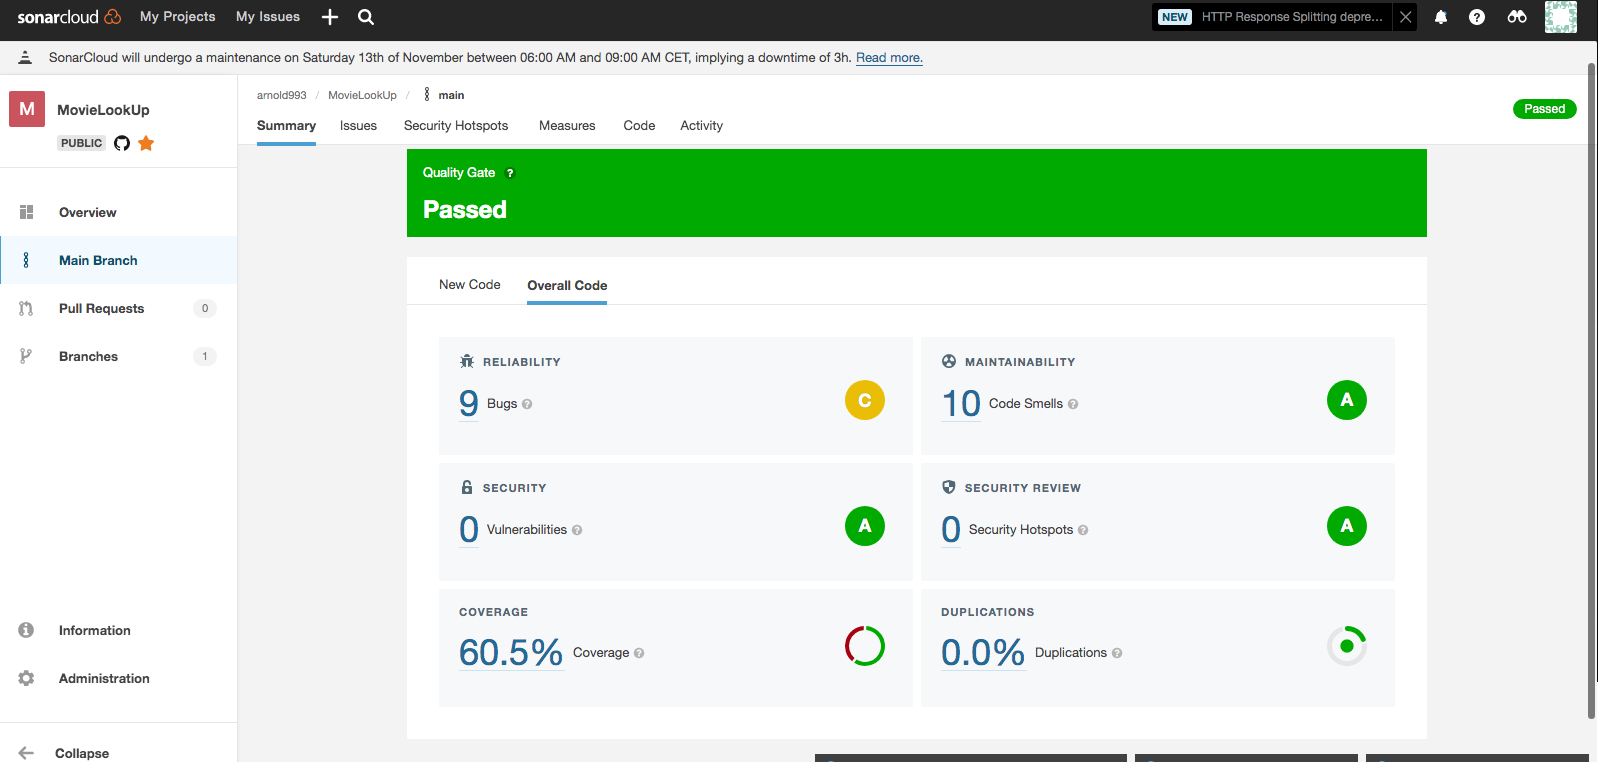 sonarcloud My Projects My Issues NEW HTTP Response Splitting depre...
SonarCloud will undergo a maintenance on Saturday 13th of November between 06:00 AM and 09:00 AM CET, implying a downtime of 3h. Read more.
M MovieLookUp
PUBLIC
arnold993 / MovieLookUp / main
Passed
Summary Issues Security Hotspots Measures Code Activity
Overview
Main Branch
Pull Requests 0
Branches 1
Information
Administration
Collapse
Quality Gate ?
Passed
New Code Overall Code
RELIABILITY
9 Bugs ? C
MAINTAINABILITY
10 Code Smells ? A
SECURITY
0 Vulnerabilities ? A
SECURITY REVIEW
0 Security Hotspots ? A
COVERAGE
60.5% Coverage ?
DUPLICATIONS
0.0% Duplications ?